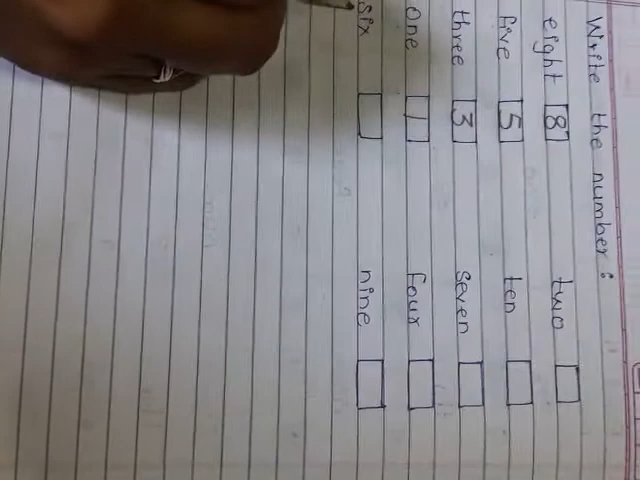 Write the number:
eight 8 two
five 5 ten
three 3 seven
one 1 four
six nine